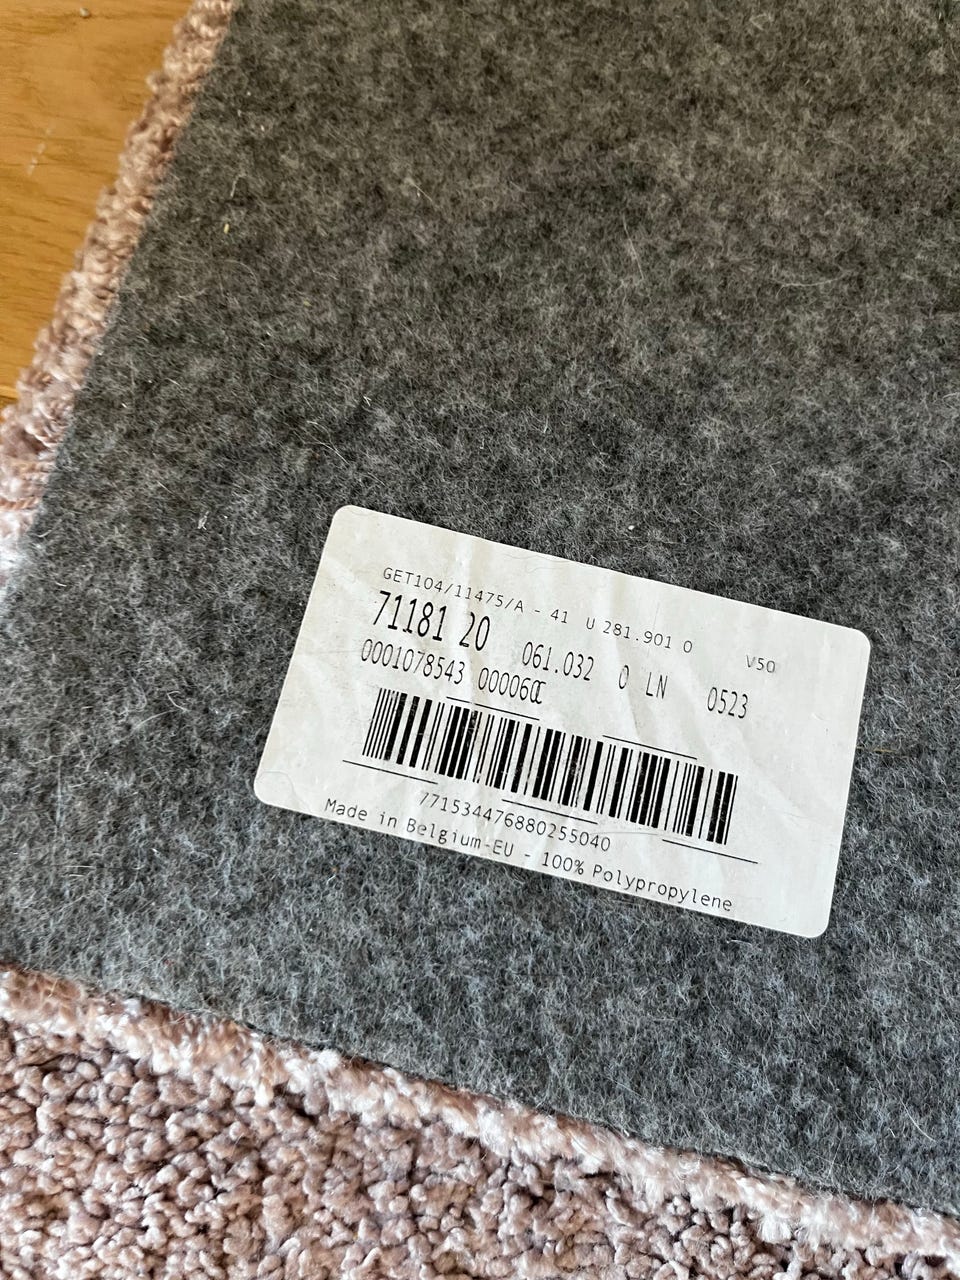 GET104/11475/A - 41 U 281.901 0 V50
71181 20 061.032 0 LN 0523
0001078543 00006
771534476880255040
Made in Belgium-EU - 100% Polypropylene